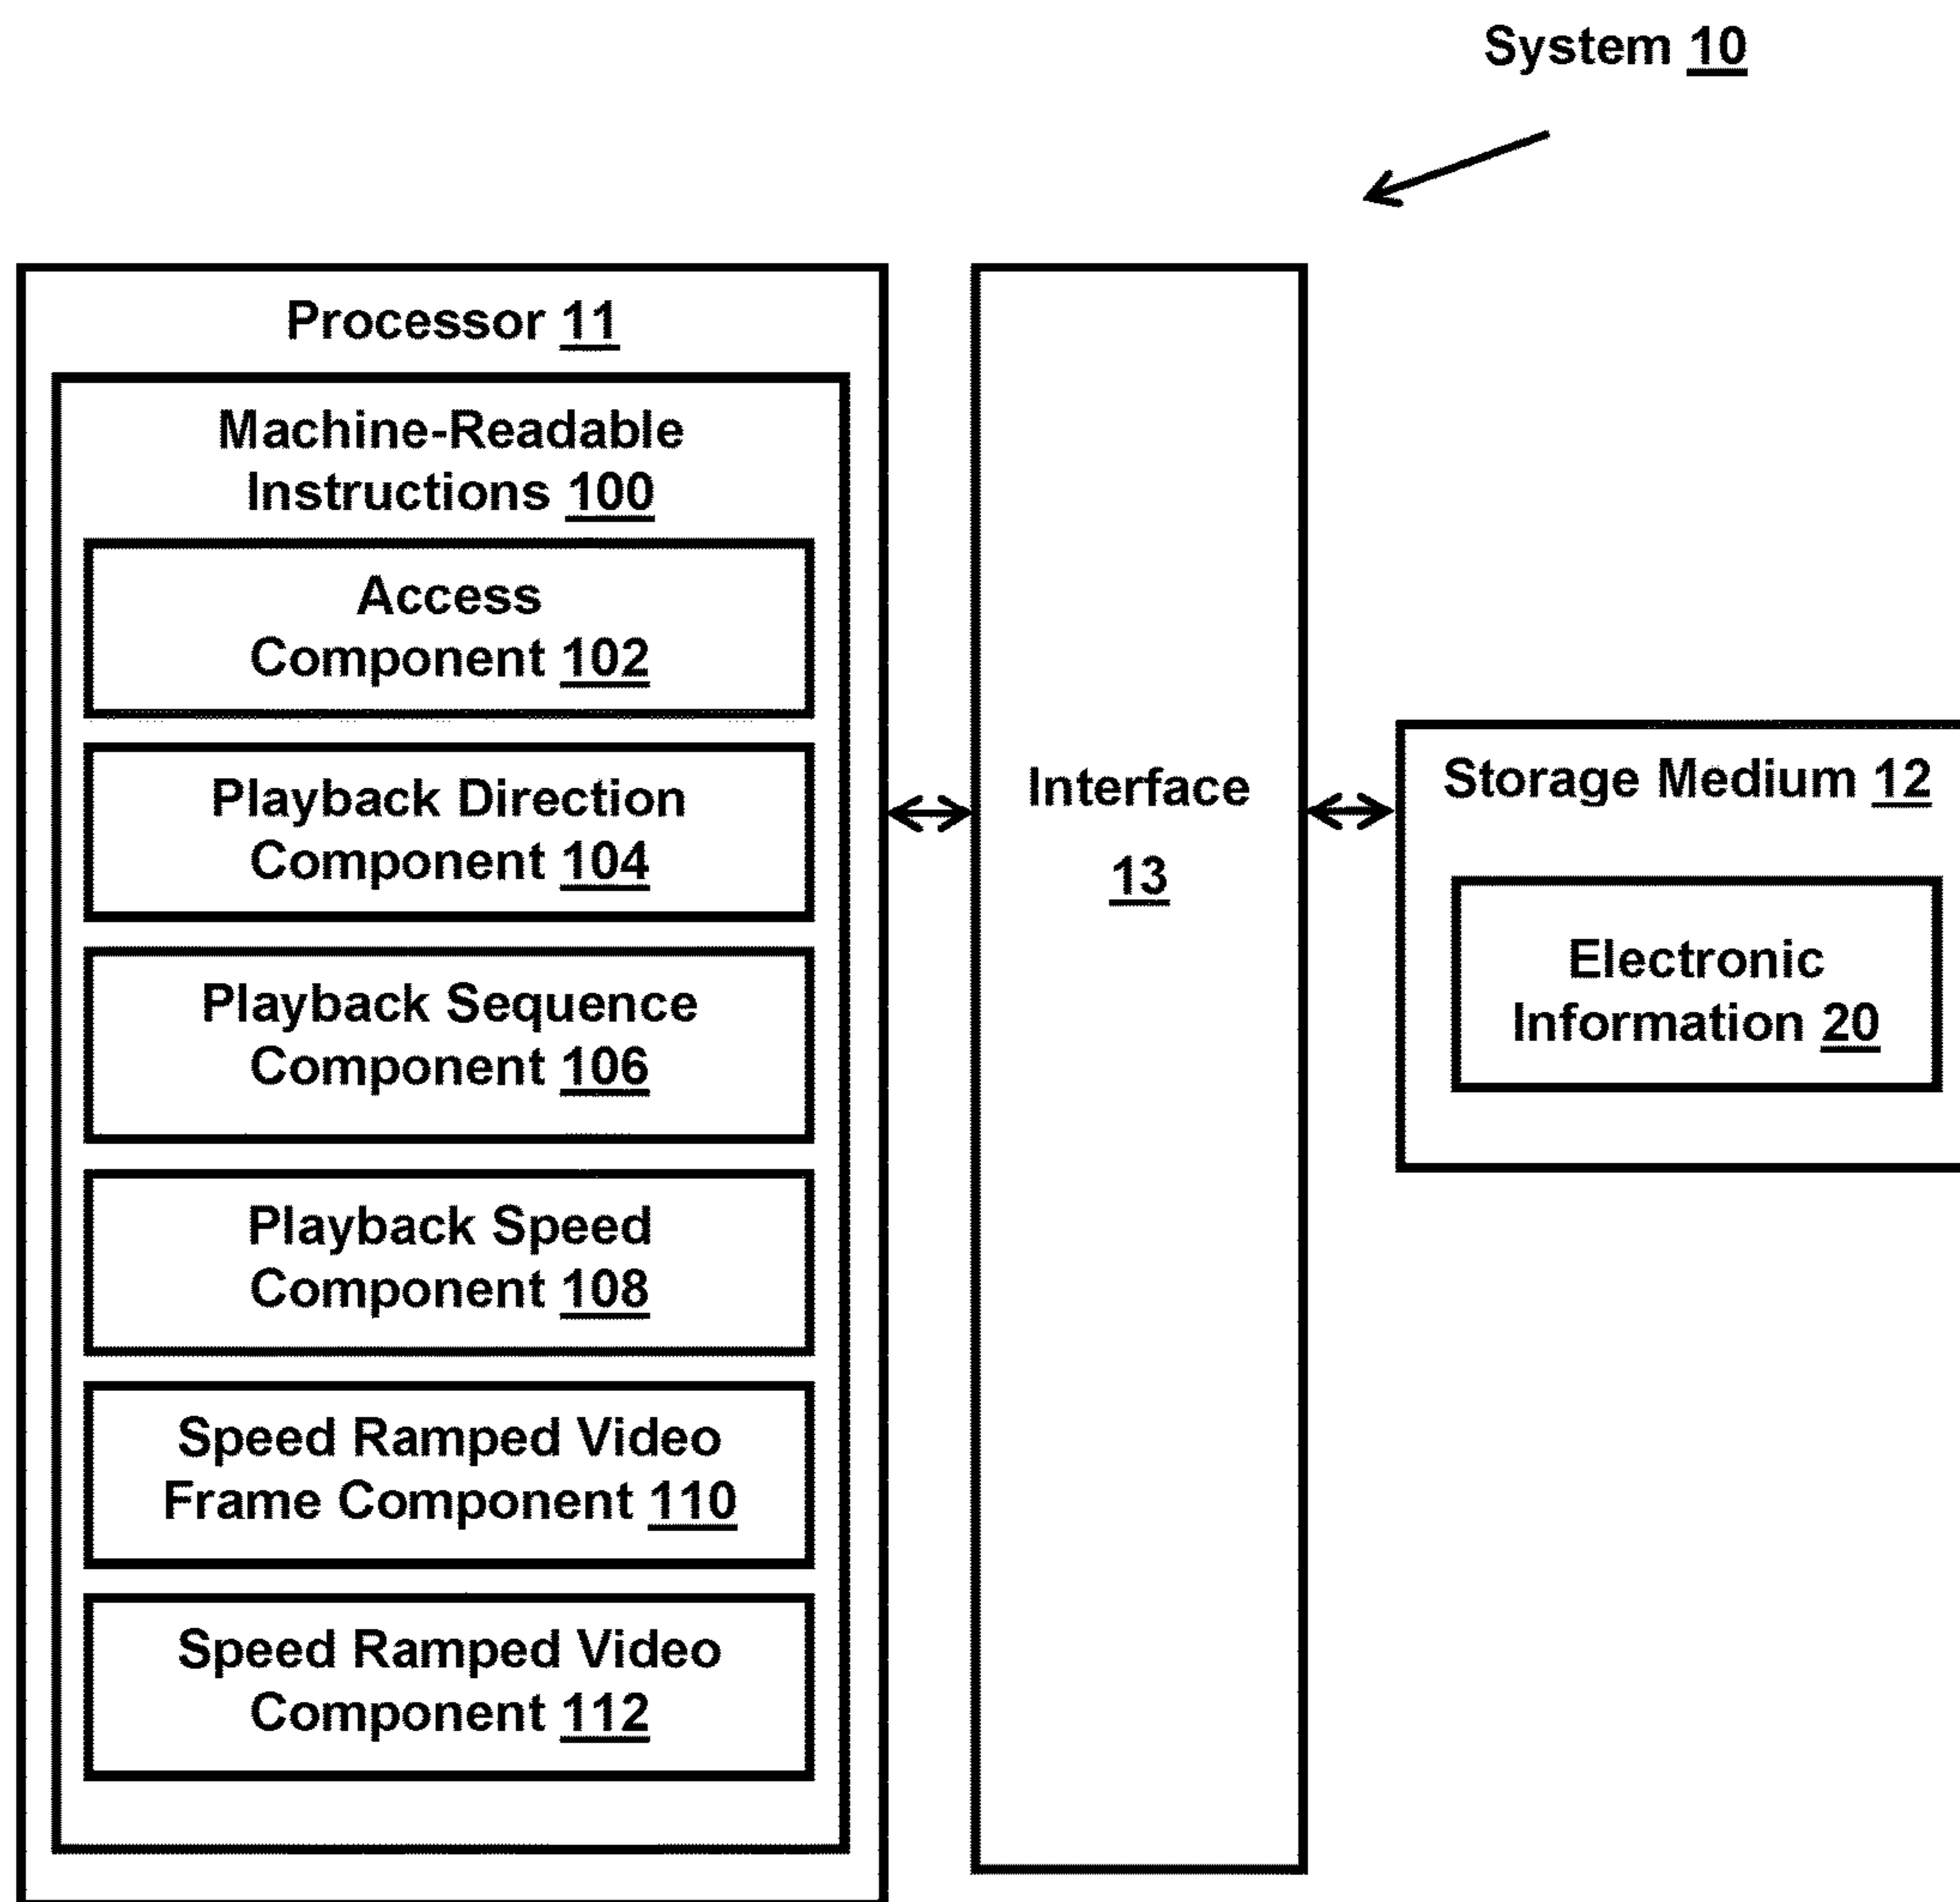 System 10
Processor 11
Machine-Readable
Instructions 100
Access
Component 102
Playback Direction
Component 104
Playback Sequence
Component 106
Playback Speed
Component 108
Speed Ramped Video
Frame Component 110
Speed Ramped Video
Component 112
Interface
13
Storage Medium 12
Electronic
Information 20